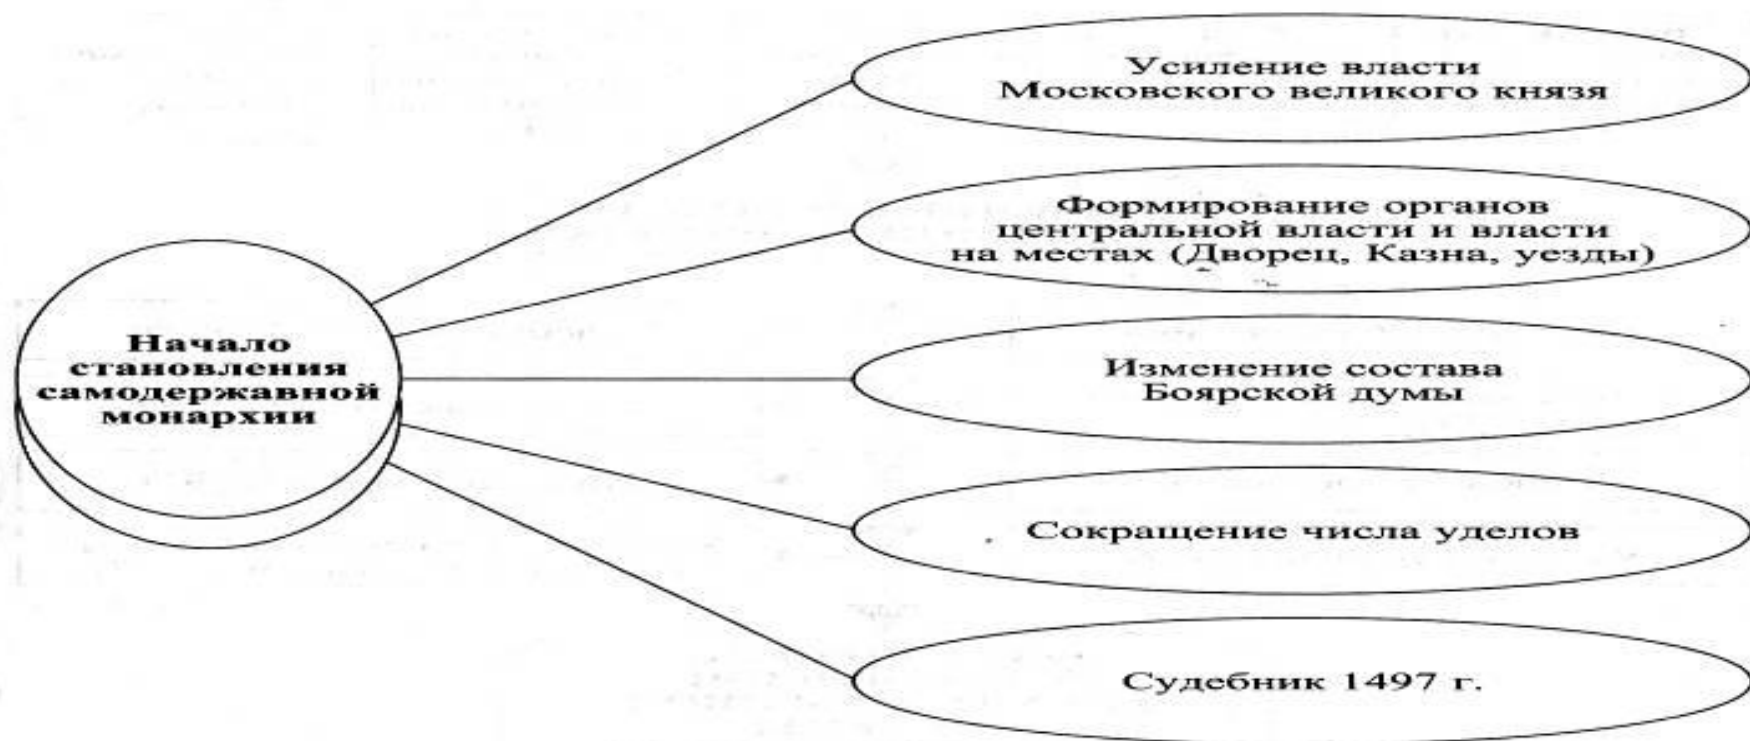 Начало
становления
самодержавной
монархии
Усиление власти
Московского великого князя
Формирование органов
центральной власти и власти
на местах (Дворец, Казна, уезды)
Изменение состава
Боярской думы
Сокращение числа уделов
Судебник 1497 г.